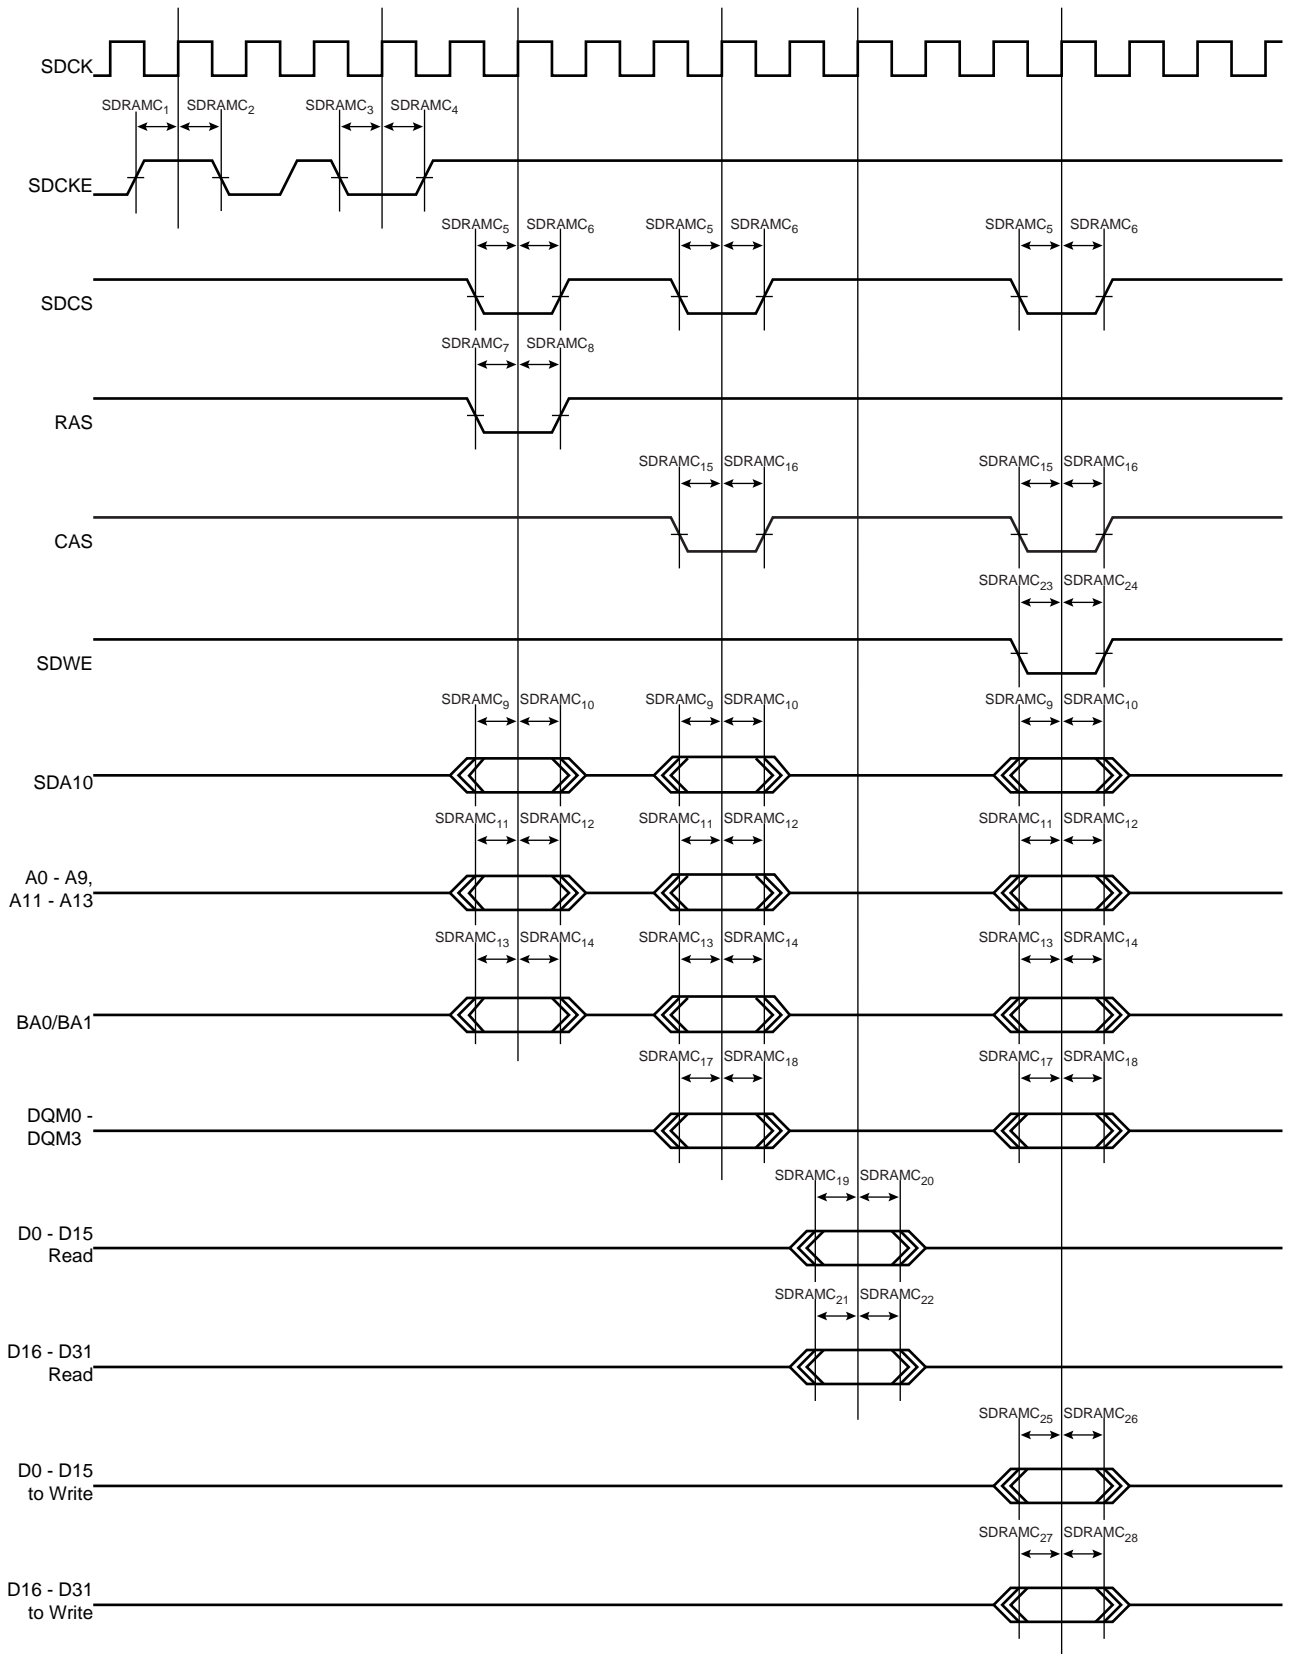 SDCK
SDRAMC1 SDRAMC2 SDRAMC3 SDRAMC4
SDCKE
SDRAMC5 SDRAMC6 SDRAMC5 SDRAMC6 SDRAMC5 SDRAMC6
SDCS
SDRAMC7 SDRAMC8
RAS
SDRAMC15 SDRAMC16 SDRAMC15 SDRAMC16
CAS
SDRAMC23 SDRAMC24
SDWE
SDRAMC9 SDRAMC10 SDRAMC9 SDRAMC10 SDRAMC9 SDRAMC10
SDA10
SDRAMC11 SDRAMC12 SDRAMC11 SDRAMC12 SDRAMC11 SDRAMC12
A0 - A9,
A11 - A13
SDRAMC13 SDRAMC14 SDRAMC13 SDRAMC14 SDRAMC13 SDRAMC14
BA0/BA1
SDRAMC17 SDRAMC18 SDRAMC17 SDRAMC18
DQM0 -
DQM3
SDRAMC19 SDRAMC20
D0 - D15
Read
SDRAMC21 SDRAMC22
D16 - D31
Read
SDRAMC25 SDRAMC26
D0 - D15
to Write
SDRAMC27 SDRAMC28
D16 - D31
to Write